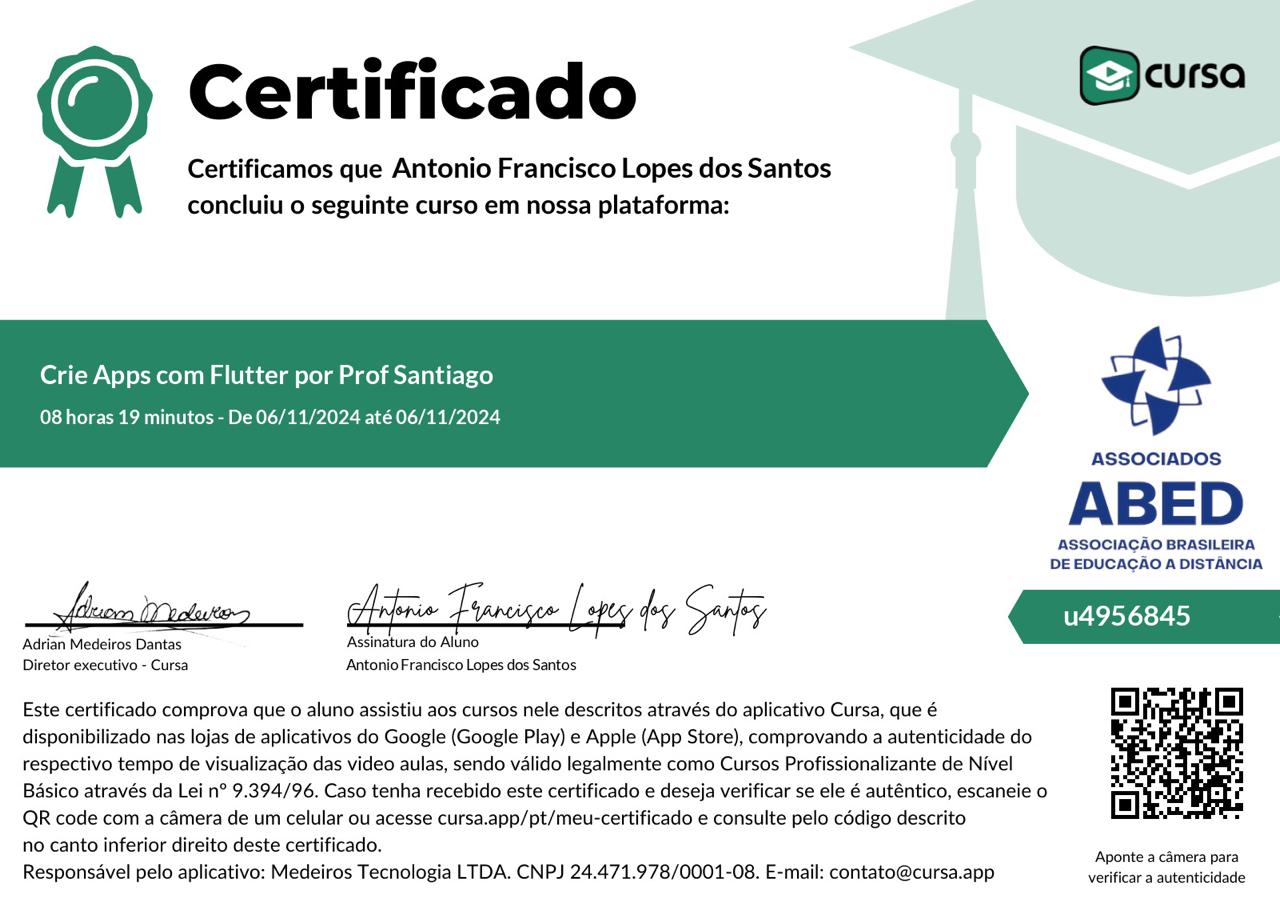 Certificado
cursa
Certificamos que Antonio Francisco Lopes dos Santos
concluiu o seguinte curso em nossa plataforma:
Crie Apps com Flutter por Prof Santiago
08 horas 19 minutos - De 06/11/2024 até 06/11/2024
ASSOCIADOS
ABED
ASSOCIAÇÃO BRASILEIRA
DE EDUCAÇÃO A DISTÂNCIA
u4956845
Adriam Medeiros
Adrian Medeiros Dantas
Diretor executivo - Cursa
Antonio Francisco Lopes dos Santos
Assinatura do Aluno
Antonio Francisco Lopes dos Santos
Este certificado comprova que o aluno assistiu aos cursos nele descritos através do aplicativo Cursa, que é
disponibilizado nas lojas de aplicativos do Google (Google Play) e Apple (App Store), comprovando a autenticidade do
respectivo tempo de visualização das video aulas, sendo válido legalmente como Cursos Profissionalizante de Nível
Básico através da Lei nº 9.394/96. Caso tenha recebido este certificado e deseja verificar se ele é autêntico, escaneie o
QR code com a câmera de um celular ou acesse cursa.app/pt/meu-certificado e consulte pelo código descrito
no canto inferior direito deste certificado.
Responsável pelo aplicativo: Medeiros Tecnologia LTDA. CNPJ 24.471.978/0001-08. E-mail: contato@cursa.app
Aponte a câmera para
verificar a autenticidade